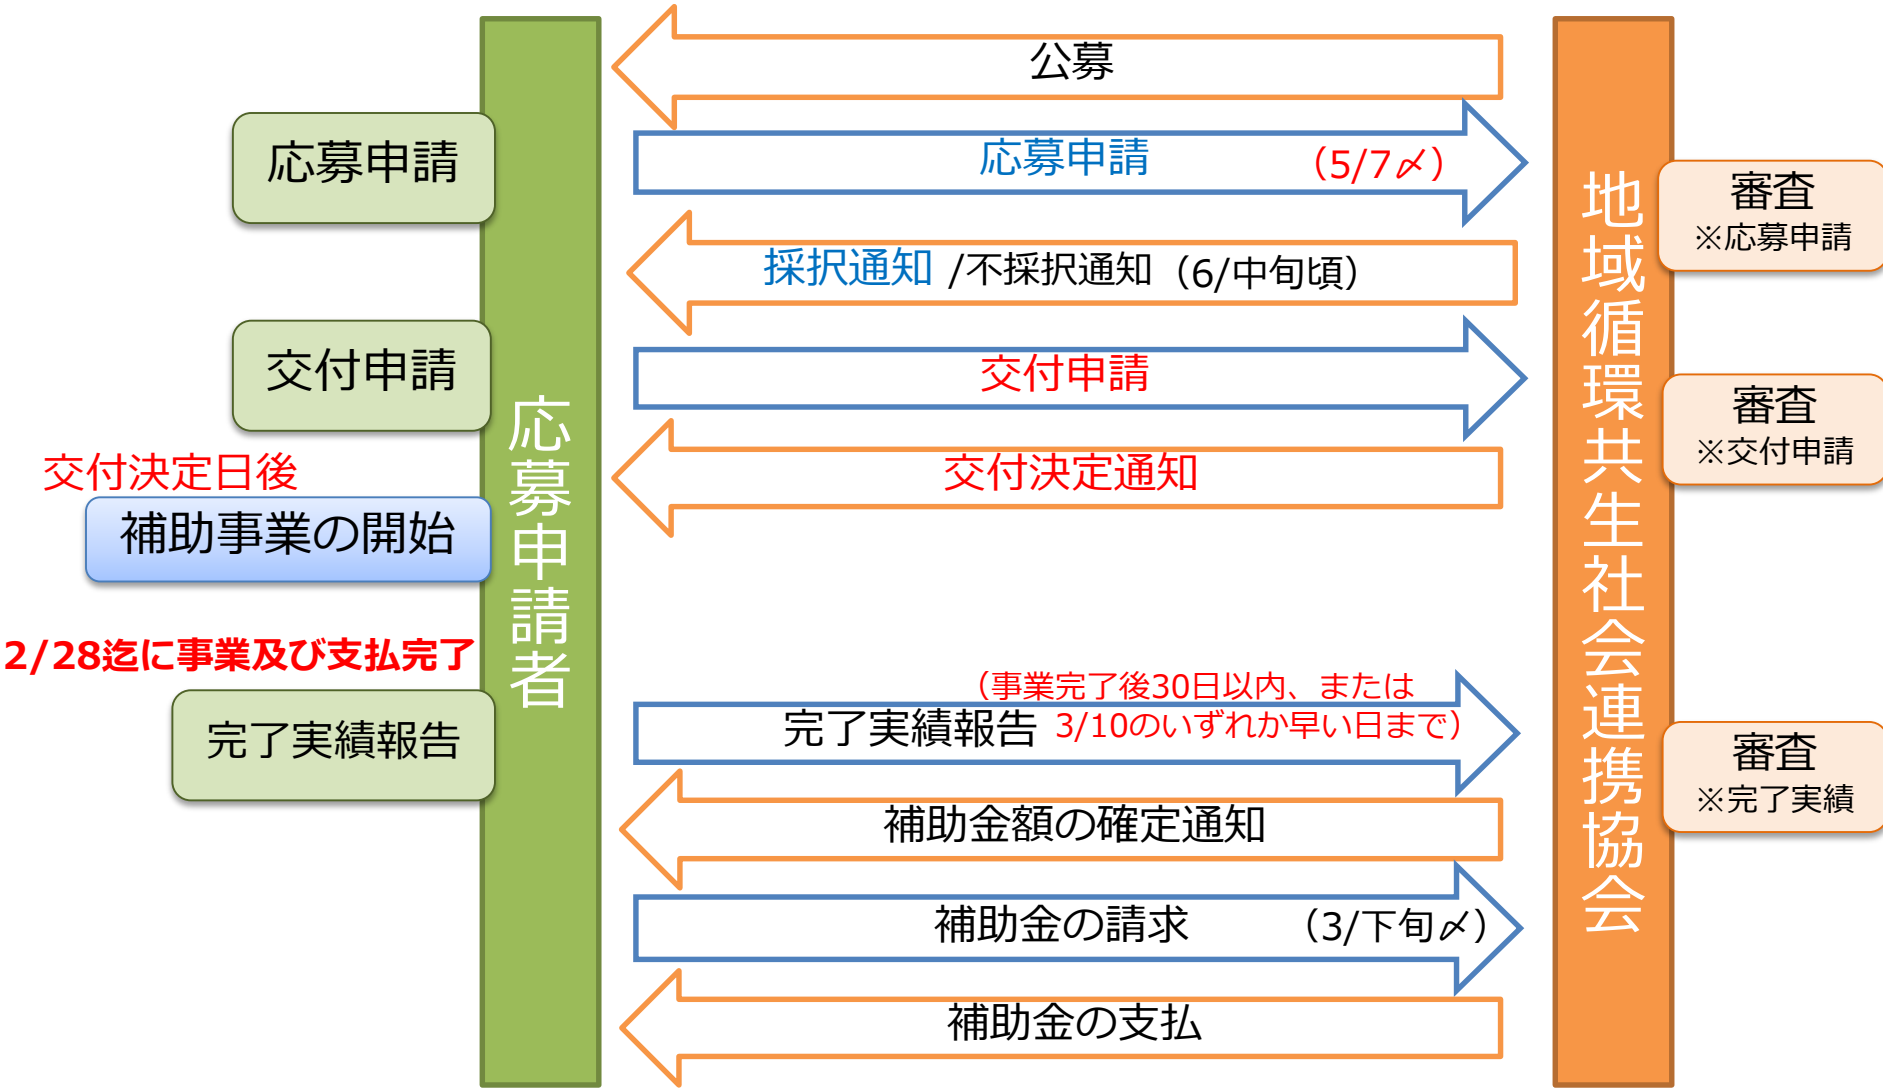 公募
応募申請
応募申請 （5/7〆）
審査
※応募申請
採択通知 /不採択通知（6/中旬頃）
交付申請
交付申請
審査
※交付申請
交付決定通知
交付決定日後
補助事業の開始
応募申請者
地域循環共生社会連携協会
2/28迄に事業及び支払完了
（事業完了後30日以内、または
完了実績報告 3/10のいずれか早い日まで）
完了実績報告
審査
※完了実績
補助金額の確定通知
補助金の請求 （3/下旬〆）
補助金の支払